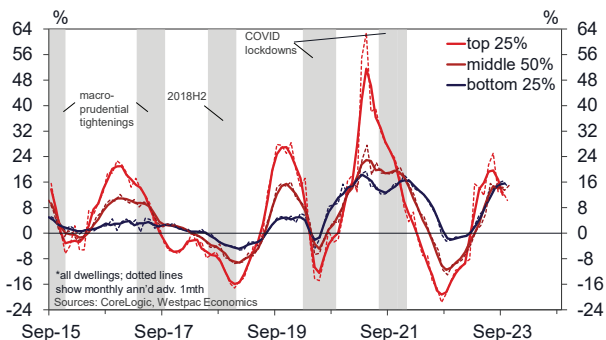 %
%
64
56
48
40
32
24
16
8
0
-8
-16
-24
64
56
48
40
32
24
16
8
0
-8
-16
-24
COVID
lockdowns
top 25%
middle 50%
bottom 25%
macro-
prudential
tightenings
2018H2
*all dwellings; dotted lines
show monthly ann'd adv. 1mth
Sources: CoreLogic, Westpac Economics
Sep-15
Sep-17
Sep-19
Sep-21
Sep-23